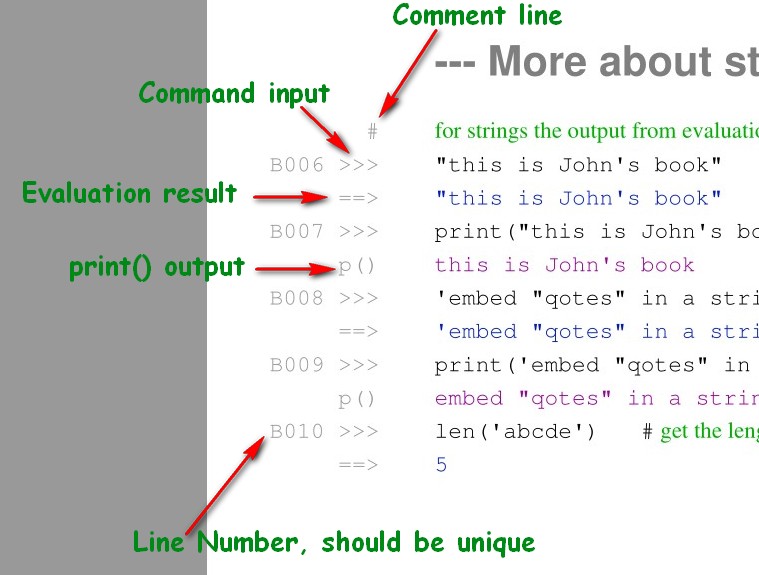 Comment line
--- More about st
Command input
# for strings the output from evaluatio
B006 >>> "this is John's book"
Evaluation result
==> "this is John's book"
B007 >>> print("this is John's bo
print() output
p() this is John's book
B008 >>> 'embed "qotes" in a stri
==> 'embed "qotes" in a stri
B009 >>> print('embed "qotes" in
p() embed "qotes" in a strin
B010 >>> len('abcde') # get the leng
==> 5
Line Number, should be unique